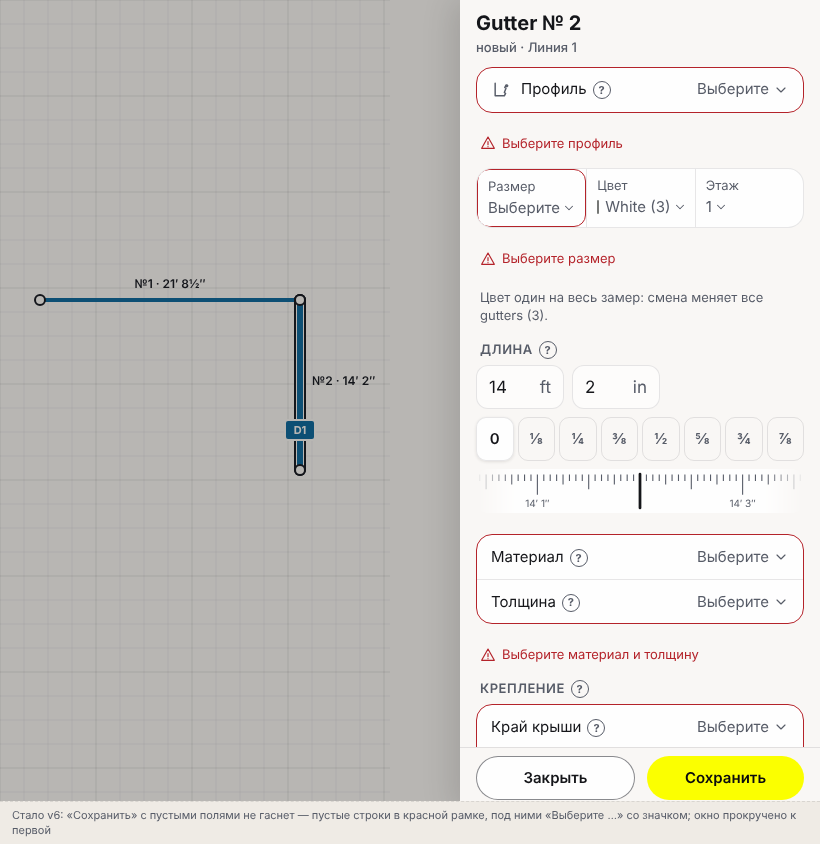 Gutter № 2
новый · Линия 1
Профиль ? Выберите
Выберите профиль
Размер Цвет Этаж
Выберите White (3) 1
Выберите размер
Цвет один на весь замер: смена меняет все
gutters (3).
ДЛИНА ?
14 ft 2 in
0 ⅛ ¼ ⅜ ½ ⅝ ¾ ⅞
14′ 1″ 14′ 3″
Материал ? Выберите
Толщина ? Выберите
Выберите материал и толщину
КРЕПЛЕНИЕ ?
Край крыши ? Выберите
Закрыть Сохранить
№1 · 21′ 8½″
№2 · 14′ 2″
D1
Стало v6: «Сохранить» с пустыми полями не гаснет — пустые строки в красной рамке, под ними «Выберите ...» со значком; окно прокручено к
первой